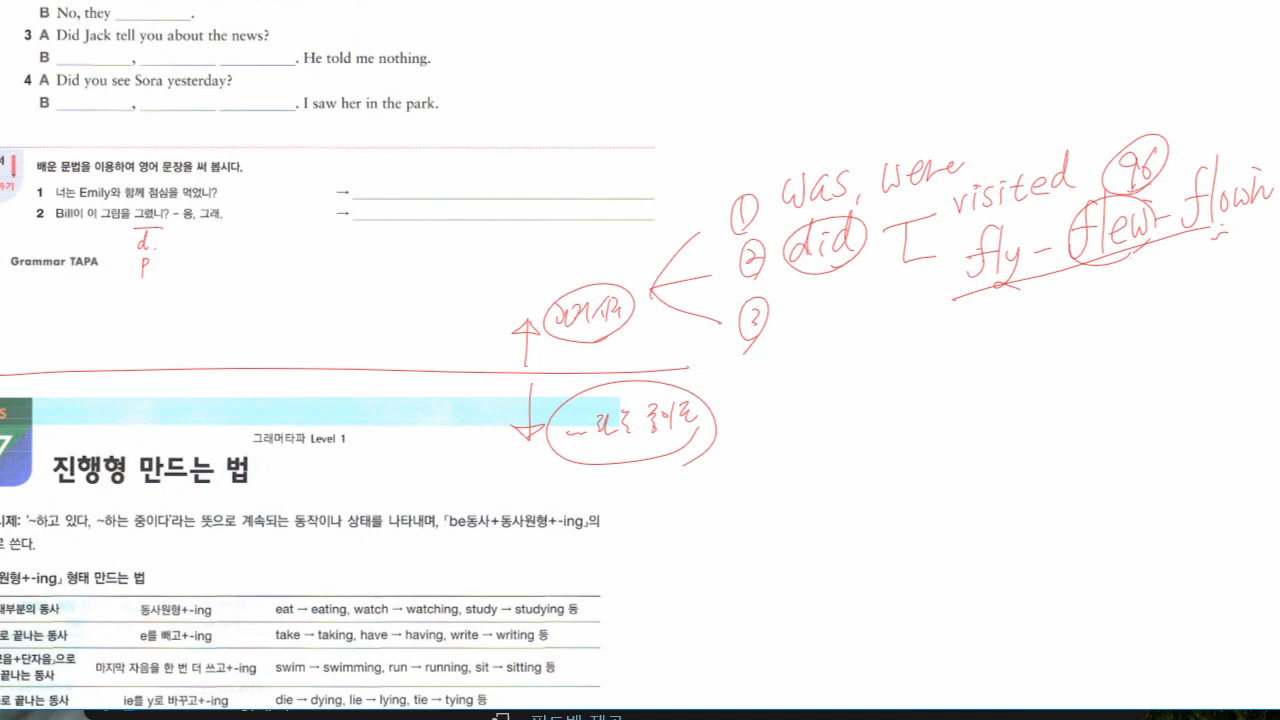 B No, they ________.
3 A Did Jack tell you about the news?
B ________, ________ ________. He told me nothing.
4 A Did you see Sora yesterday?
B ________, ________ ________. I saw her in the park.
배운 문법을 이용하여 영어 문장을 써 봅시다.
1 너는 Emily와 함께 점심을 먹었니? →
2 Bill이 이 그림을 그렸니? – 응, 그래. →
d.
p
Grammar TAPA
① was, were
② did visited 96
fly - flew - flown
③
... 하는 중이다
S
7
그래머타파 Level 1
진행형 만드는 법
시제: '~하고 있다, ~하는 중이다'라는 뜻으로 계속되는 동작이나 상태를 나타내며, 「be동사+동사원형+-ing」의
로 쓴다.
원형+-ing」 형태 만드는 법
대부분의 동사 동사원형+-ing eat → eating, watch → watching, study → studying 등
로 끝나는 동사 e를 빼고+-ing take → taking, have → having, write → writing 등
모음+단자음」으로
끝나는 동사 마지막 자음을 한 번 더 쓰고+-ing swim → swimming, run → running, sit → sitting 등
로 끝나는 동사 ie를 y로 바꾸고+-ing die → dying, lie → lying, tie → tying 등